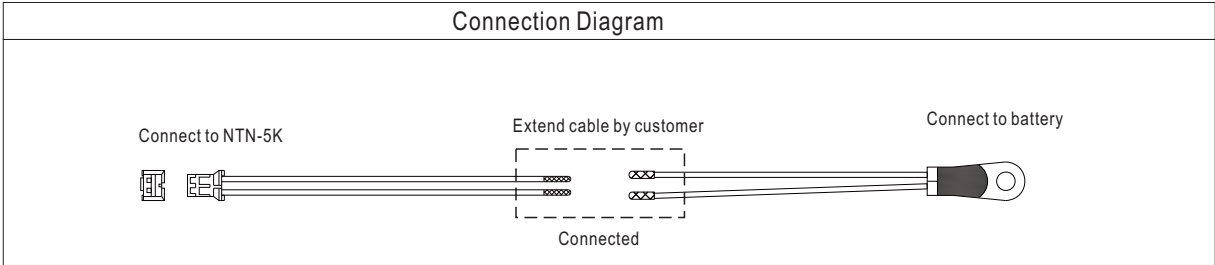 Connection Diagram
Connect to NTN-5K
Extend cable by customer
Connect to battery
Connected